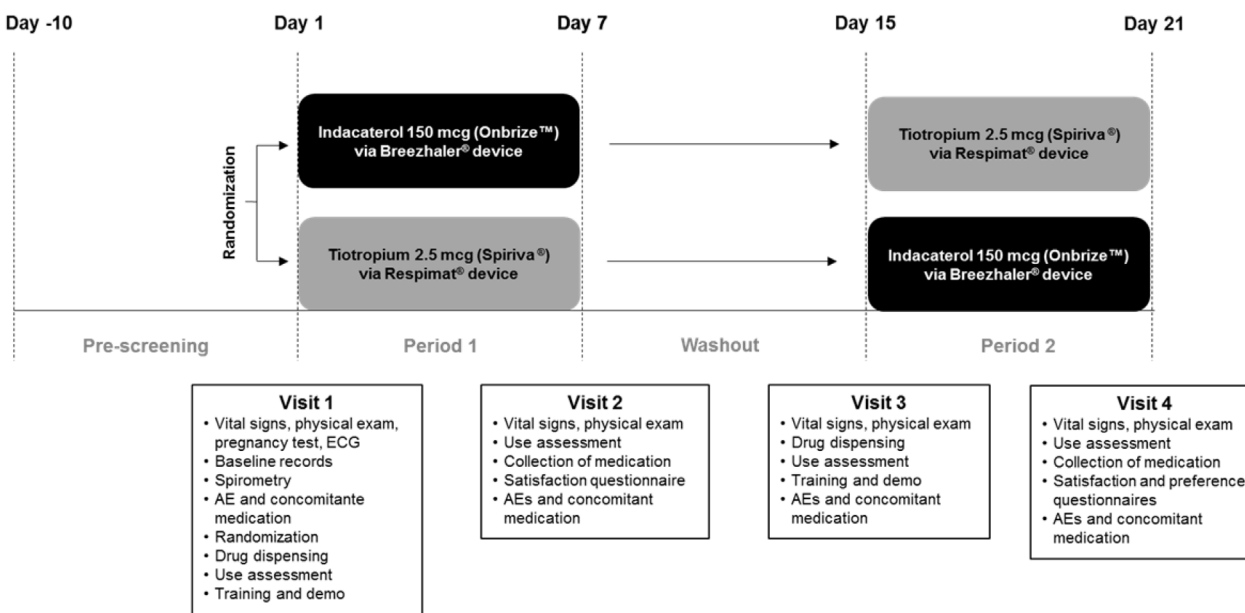 Day -10
Day 1
Day 7
Day 15
Day 21
Randomization
Indacaterol 150 mcg (Onbrize™)
via Breezhaler® device
Tiotropium 2.5 mcg (Spiriva®)
via Respimat® device
Tiotropium 2.5 mcg (Spiriva®)
via Respimat® device
Indacaterol 150 mcg (Onbrize™)
via Breezhaler® device
Pre-screening
Period 1
Washout
Period 2
Visit 1
• Vital signs, physical exam,
pregnancy test, ECG
• Baseline records
• Spirometry
• AE and concomitante
medication
• Randomization
• Drug dispensing
• Use assessment
• Training and demo
Visit 2
• Vital signs, physical exam
• Use assessment
• Collection of medication
• Satisfaction questionnaire
• AEs and concomitant
medication
Visit 3
• Vital signs, physical exam
• Drug dispensing
• Use assessment
• Training and demo
• AEs and concomitant
medication
Visit 4
• Vital signs, physical exam
• Use assessment
• Collection of medication
• Satisfaction and preference
questionnaires
• AEs and concomitant
medication